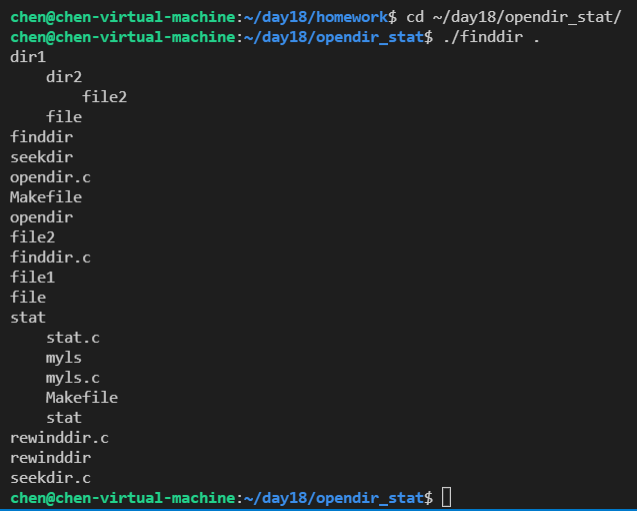 chen@chen-virtual-machine:~/day18/homework$ cd ~/day18/opendir_stat/
chen@chen-virtual-machine:~/day18/opendir_stat$ ./finddir .
dir1
    dir2
        file2
    file
finddir
seekdir
opendir.c
Makefile
opendir
file2
finddir.c
file1
file
stat
    stat.c
    myls
    myls.c
    Makefile
    stat
rewinddir.c
rewinddir
seekdir.c
chen@chen-virtual-machine:~/day18/opendir_stat$